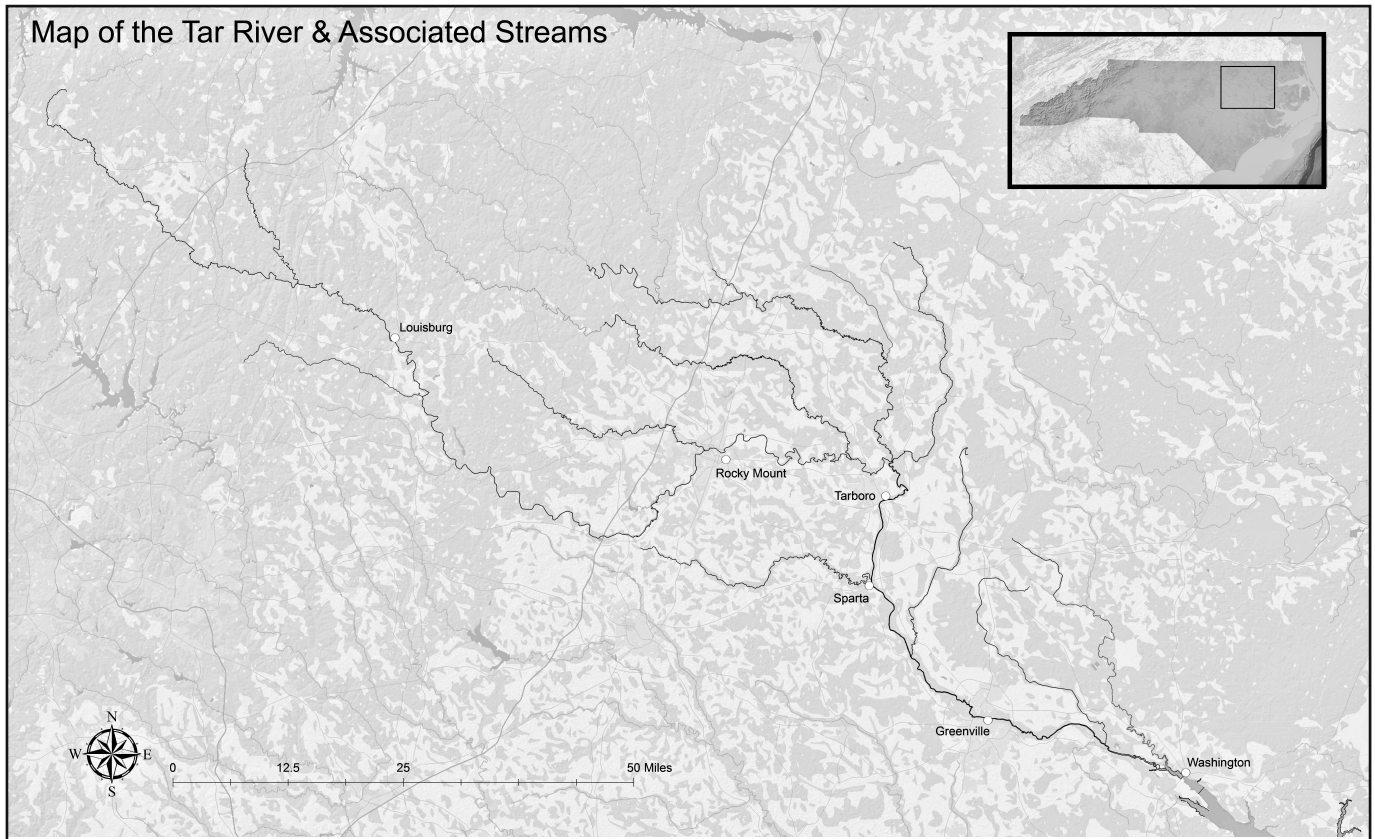 Map of the Tar River & Associated Streams
Louisburg
Rocky Mount
Tarboro
Sparta
Greenville
Washington
N
W E
S
0 12.5 25 50 Miles